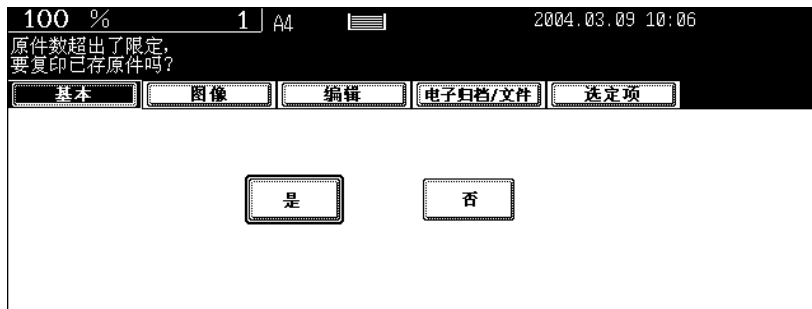 100 % 1 A4 2004.03.09 10:06
原件数超出了限定，
要复印已存原件吗？
基本 图像 编辑 电子归档/文件 选定项
是 否